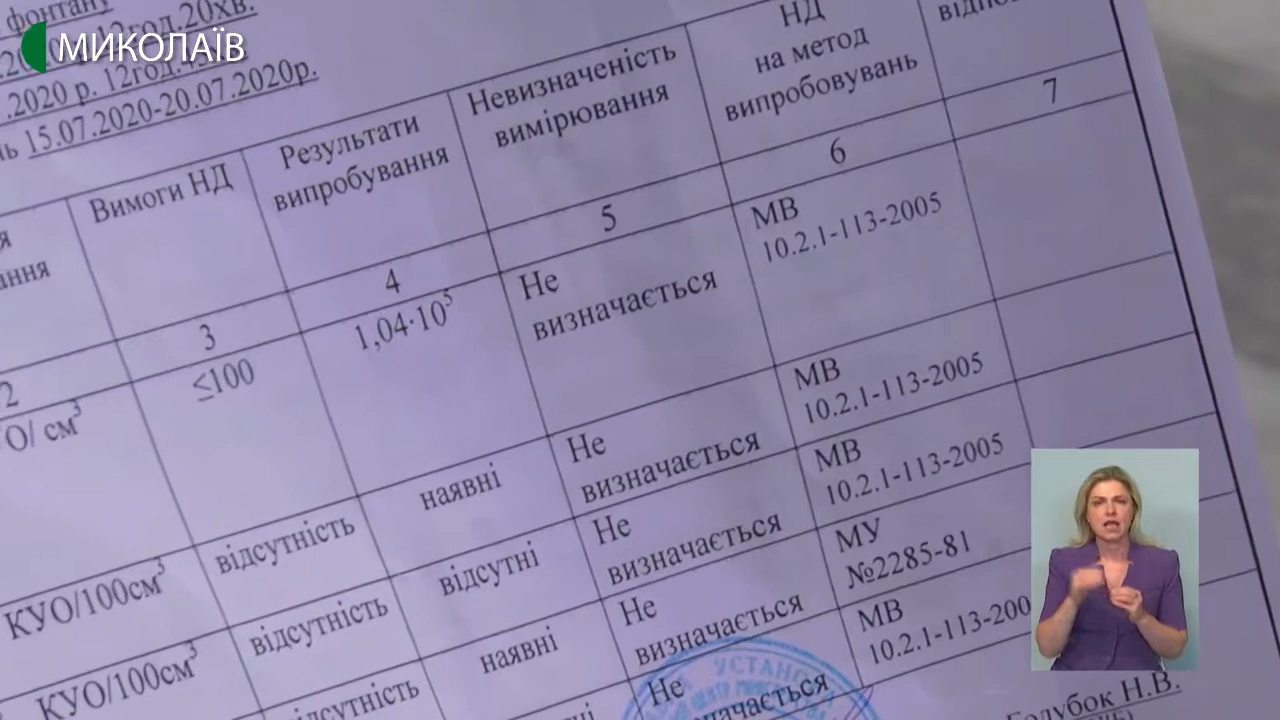 фонтану
МИКОЛАЇВ
12год.20хв.
.2020 р. 12год.
15.07.2020-20.07.2020р.
Вимоги НД
Результати
випробування
Невизначеність
вимірювання
НД
на метод
випробовувань
3
4
5
6
7
≤100
1,04·10⁵
Не
визначається
МВ
10.2.1-113-2005
О/ см³
КУО/100см³
відсутність
наявні
Не
визначається
МВ
10.2.1-113-2005
КУО/100см³
відсутність
відсутні
Не
визначається
МВ
10.2.1-113-2005
наявні
Не
визначається
МУ
№2285-81
Не
МВ
10.2.1-113-200
Голубок Н.В.